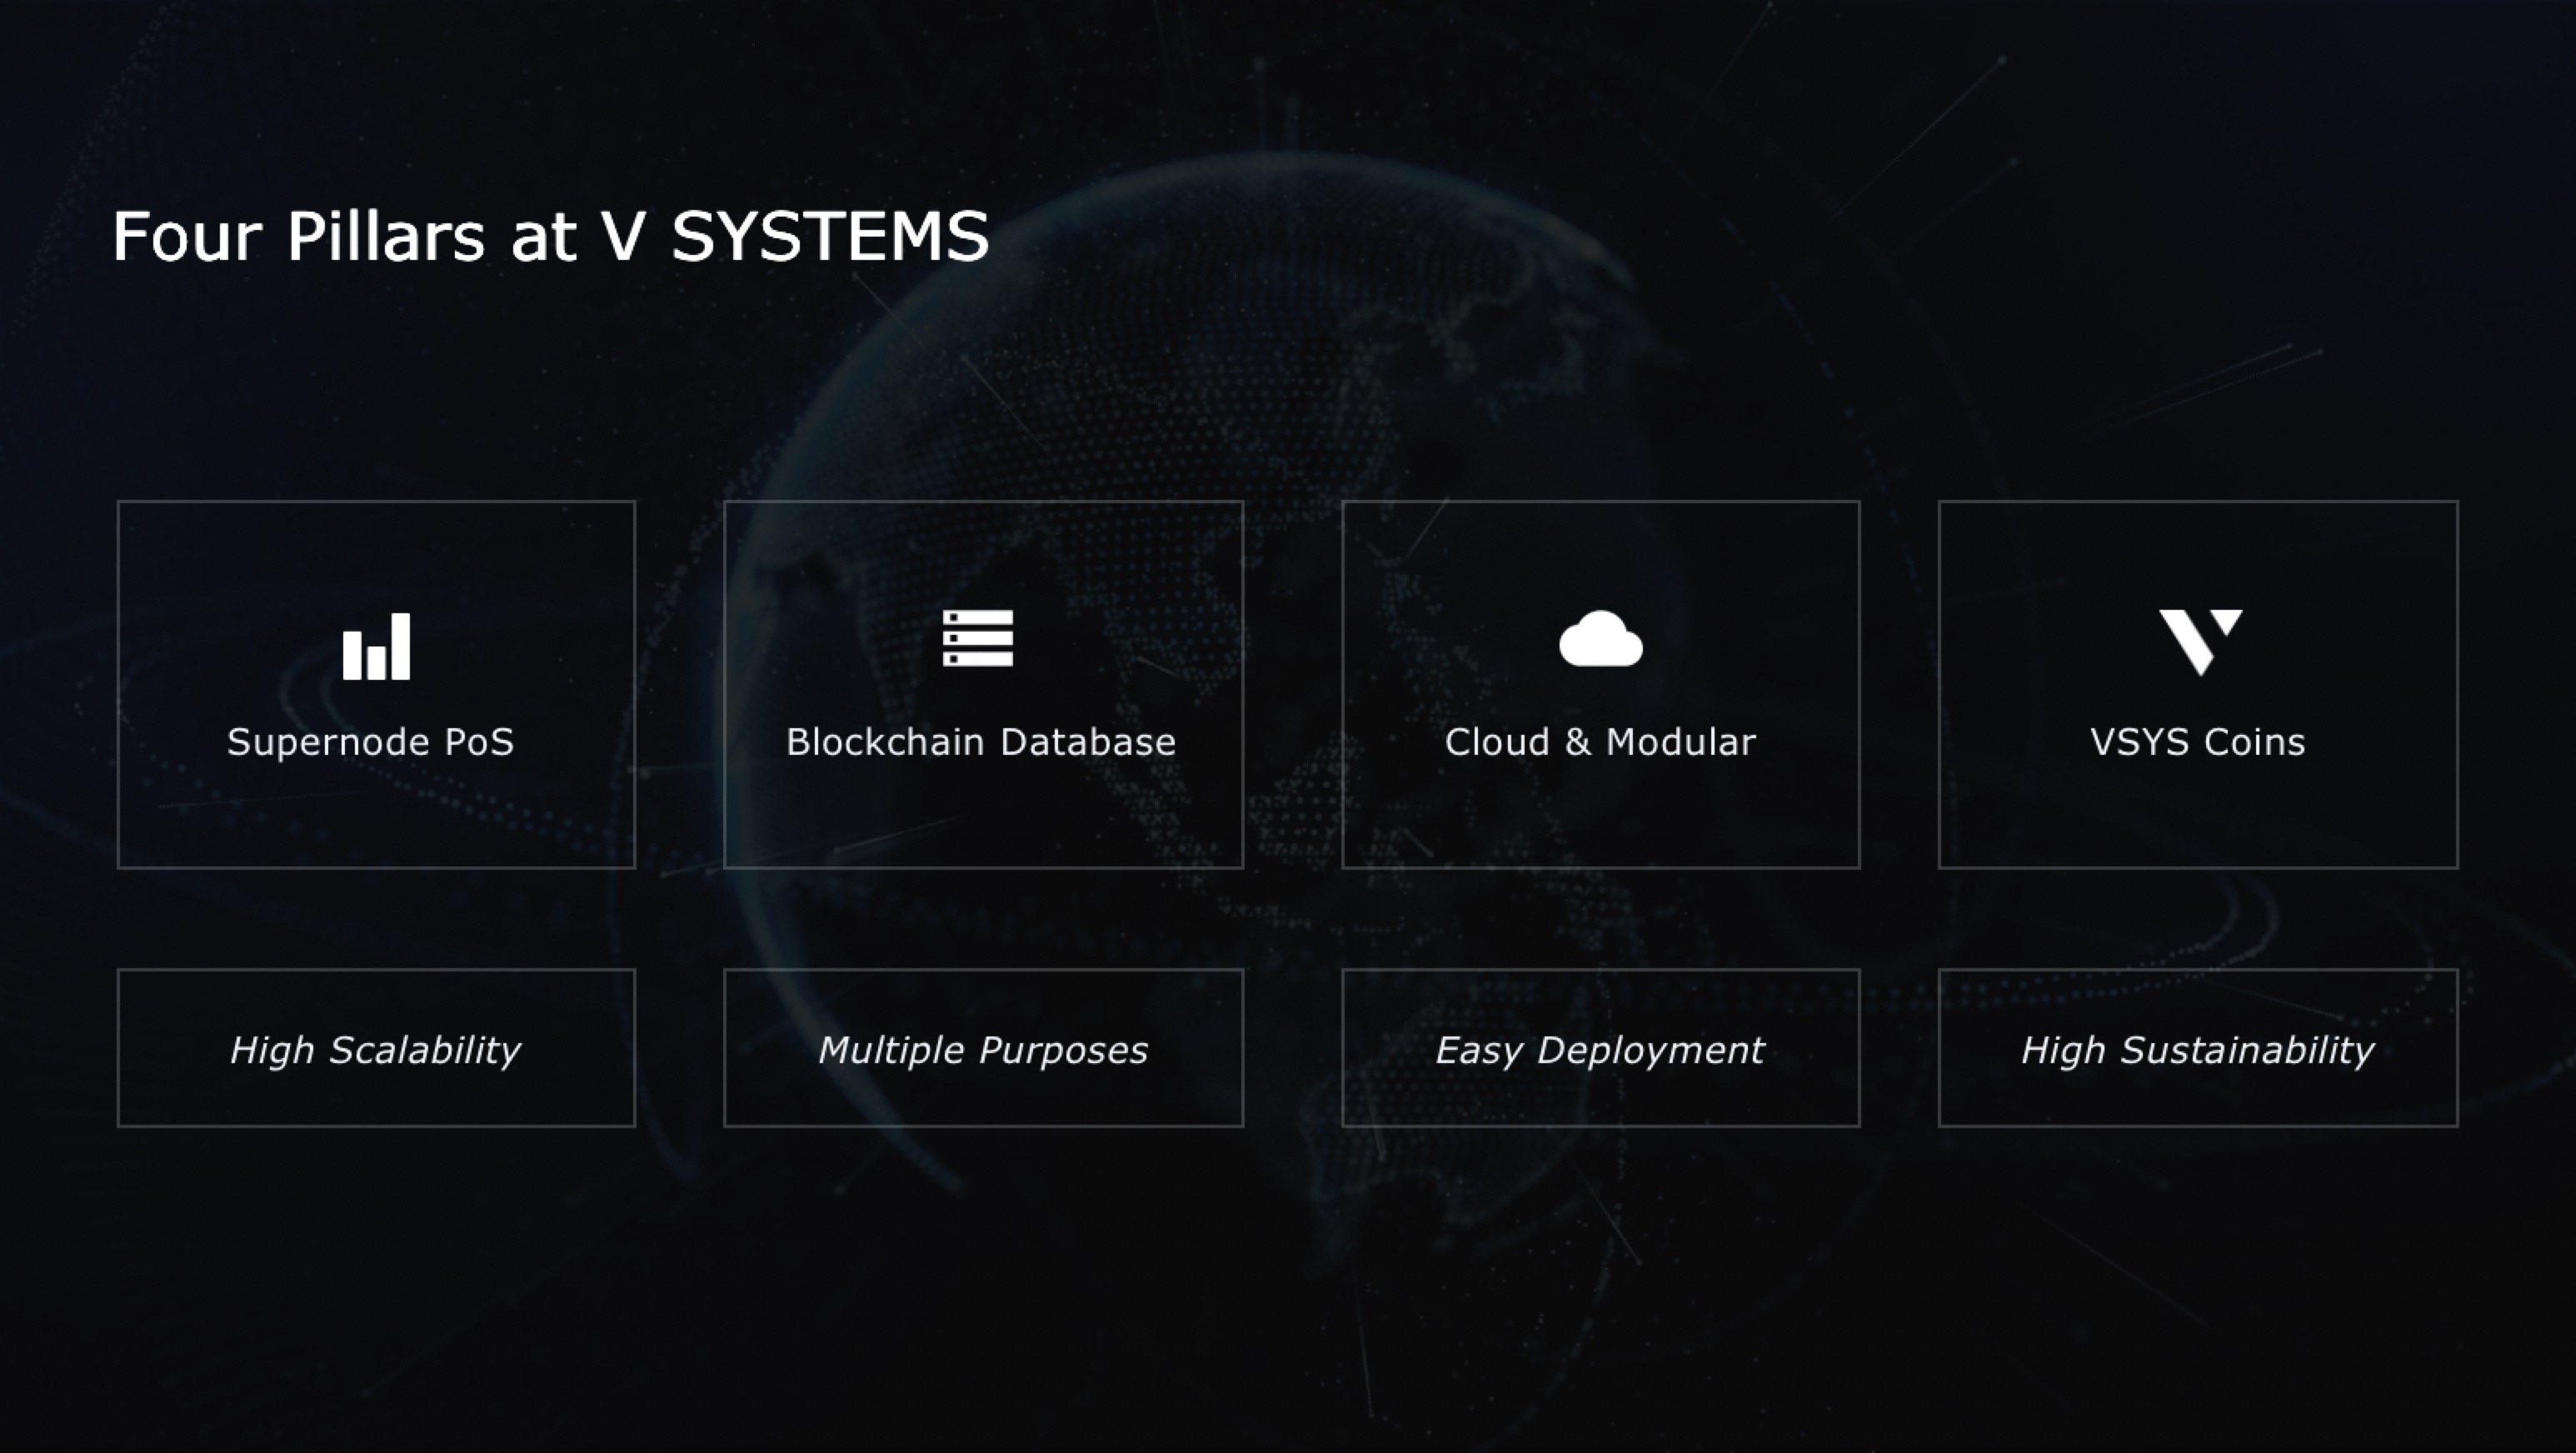 Four Pillars at V SYSTEMS
Supernode PoS
Blockchain Database
Cloud & Modular
VSYS Coins
High Scalability
Multiple Purposes
Easy Deployment
High Sustainability